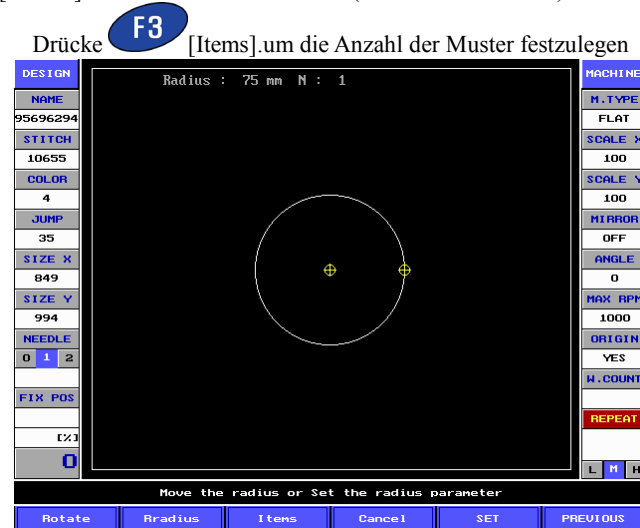 Drücke F3 [Items].um die Anzahl der Muster festzulegen
DESIGN
NAME
95696294
STITCH
10655
COLOR
4
JUMP
35
SIZE X
849
SIZE Y
994
NEEDLE
0 1 2
FIX POS
[%]
0
Radius : 75 mm N : 1
MACHINE
M.TYPE
FLAT
SCALE X
100
SCALE Y
100
MIRROR
OFF
ANGLE
0
MAX RPM
1000
ORIGIN
YES
W.COUNT
REPEAT
L M H
Move the radius or Set the radius parameter
Rotate Rradius Items Cancel SET PREVIOUS